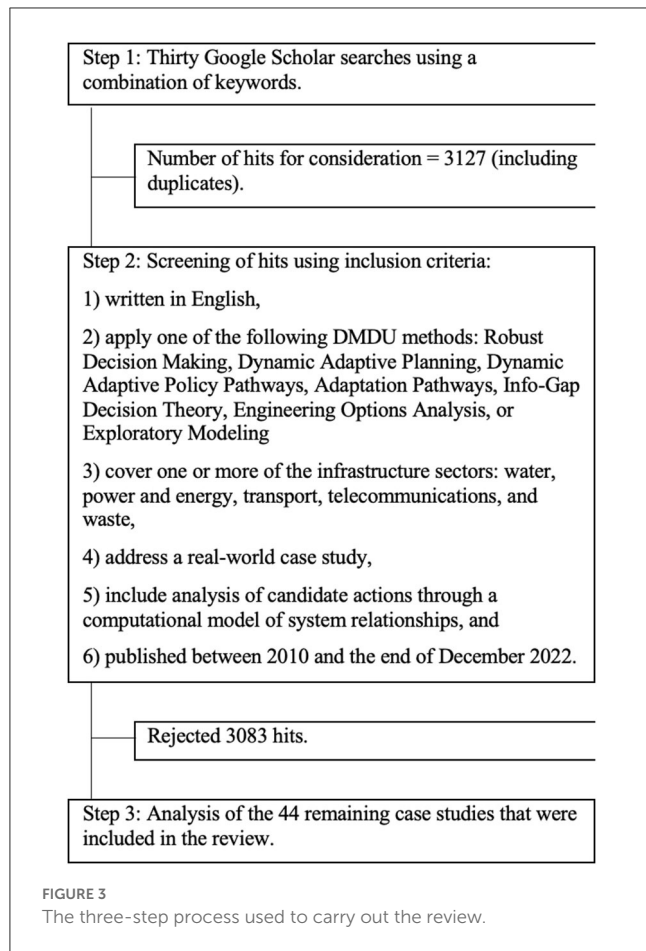 Step 1: Thirty Google Scholar searches using a
combination of keywords.
Number of hits for consideration = 3127 (including
duplicates).
Step 2: Screening of hits using inclusion criteria:
1) written in English,
2) apply one of the following DMDU methods: Robust
Decision Making, Dynamic Adaptive Planning, Dynamic
Adaptive Policy Pathways, Adaptation Pathways, Info-Gap
Decision Theory, Engineering Options Analysis, or
Exploratory Modeling
3) cover one or more of the infrastructure sectors: water,
power and energy, transport, telecommunications, and
waste,
4) address a real-world case study,
5) include analysis of candidate actions through a
computational model of system relationships, and
6) published between 2010 and the end of December 2022.
Rejected 3083 hits.
Step 3: Analysis of the 44 remaining case studies that were
included in the review.
FIGURE 3
The three-step process used to carry out the review.